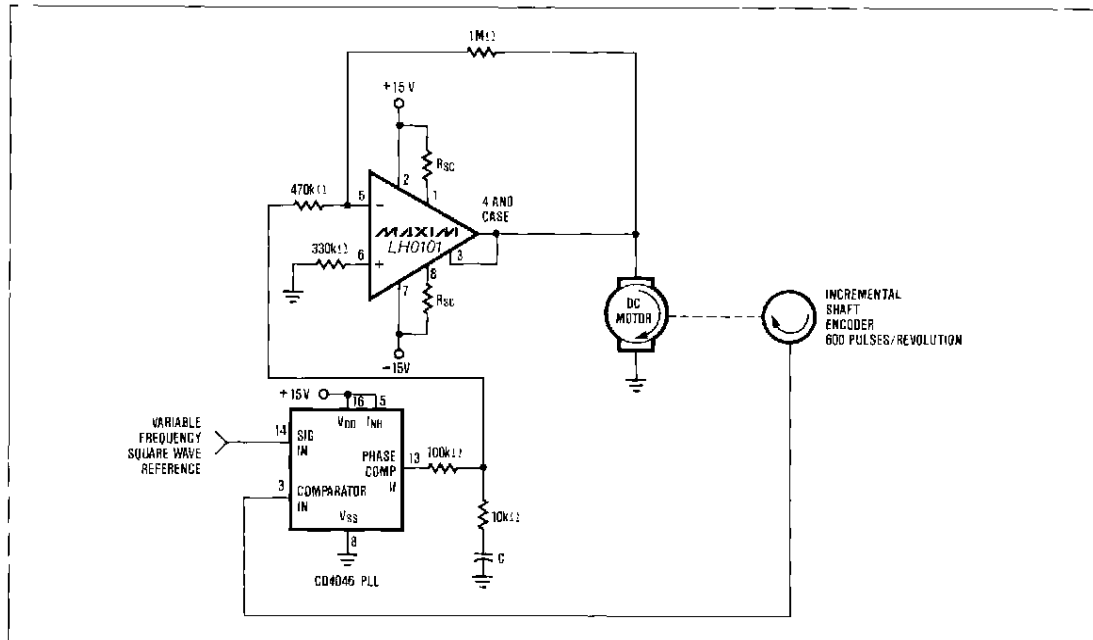 1MΩ
+15V
RSC
2
1
470kΩ
5
−
4 AND
CASE
MAXIM
LH0101
3
330kΩ
6
+
8
7
RSC
−15V
DC
MOTOR
INCREMENTAL
SHAFT
ENCODER
600 PULSES/REVOLUTION
+15V
16
5
VDD
INH
VARIABLE
FREQUENCY
SQUARE WAVE
REFERENCE
14
SIG
IN
PHASE
COMP
II
13
100kΩ
3
COMPARATOR
IN
VSS
8
10kΩ
C
CD4046 PLL